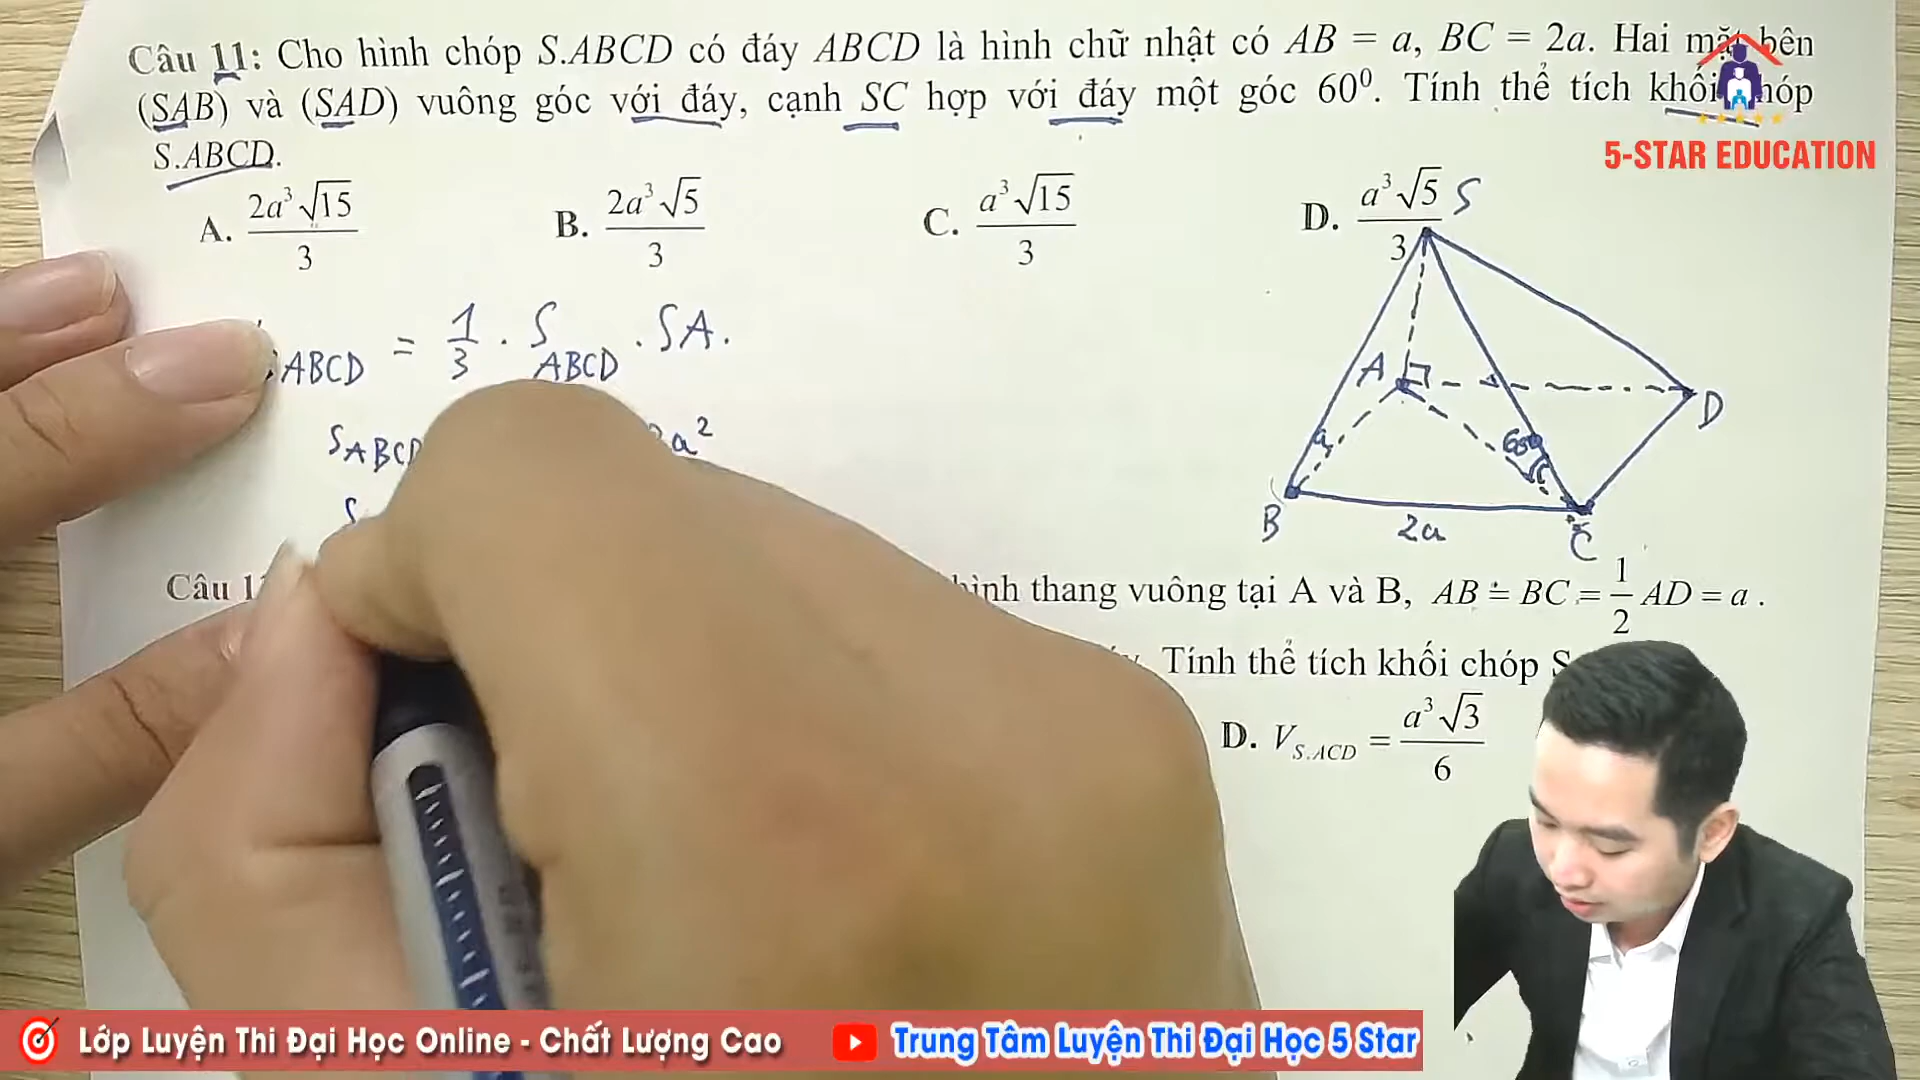 Câu 11: Cho hình chóp S.ABCD có đáy ABCD là hình chữ nhật có AB = a, BC = 2a. Hai mặt bên
(SAB) và (SAD) vuông góc với đáy, cạnh SC hợp với đáy một góc 60⁰. Tính thể tích khối chóp
S.ABCD.
5-STAR EDUCATION
A. 2a³√15/3 B. 2a³√5/3 C. a³√15/3 D. a³√5/3
S
ABCD = 1/3 . S ABCD . SA.
A
D
S ABCD a²
a
60
S
B
2a
C
Câu hình thang vuông tại A và B, AB = BC = 1/2 AD = a .
Tính thể tích khối chóp S
D. V S.ACD = a³√3/6
Lớp Luyện Thi Đại Học Online - Chất Lượng Cao
Trung Tâm Luyện Thi Đại Học 5 Star